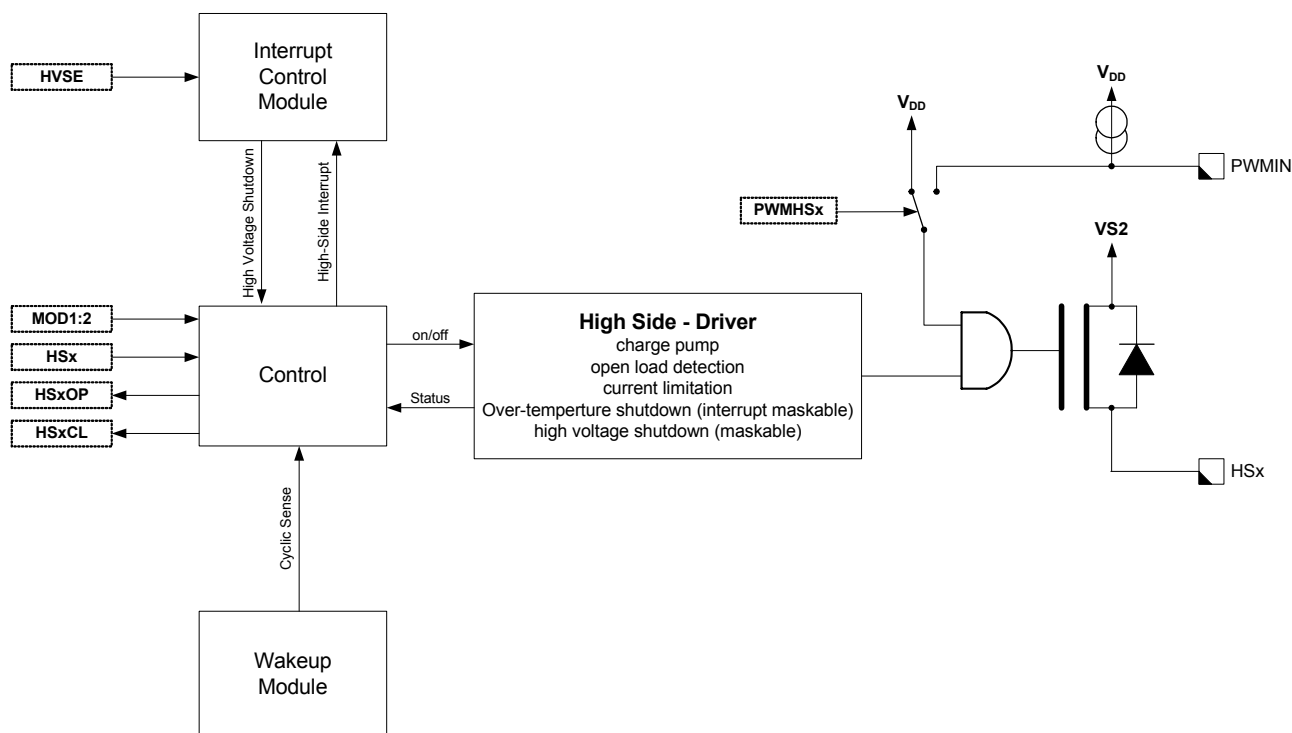 Interrupt
Control
Module
HVSE
High Voltage Shutdown
High-Side Interrupt
VDD
VDD
PWMIN
PWMHSx
VS2
MOD1:2
HSx
HSxOP
HSxCL
Control
on/off
Status
High Side - Driver
charge pump
open load detection
current limitation
Over-temperture shutdown (interrupt maskable)
high voltage shutdown (maskable)
HSx
Cyclic Sense
Wakeup
Module